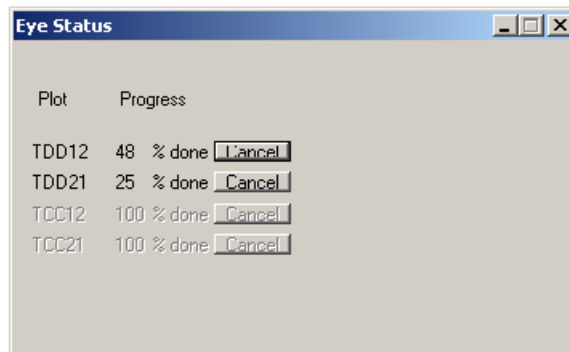 Eye Status
Plot Progress
TDD12 48 % done Cancel
TDD21 25 % done Cancel
TCC12 100 % done Cancel
TCC21 100 % done Cancel